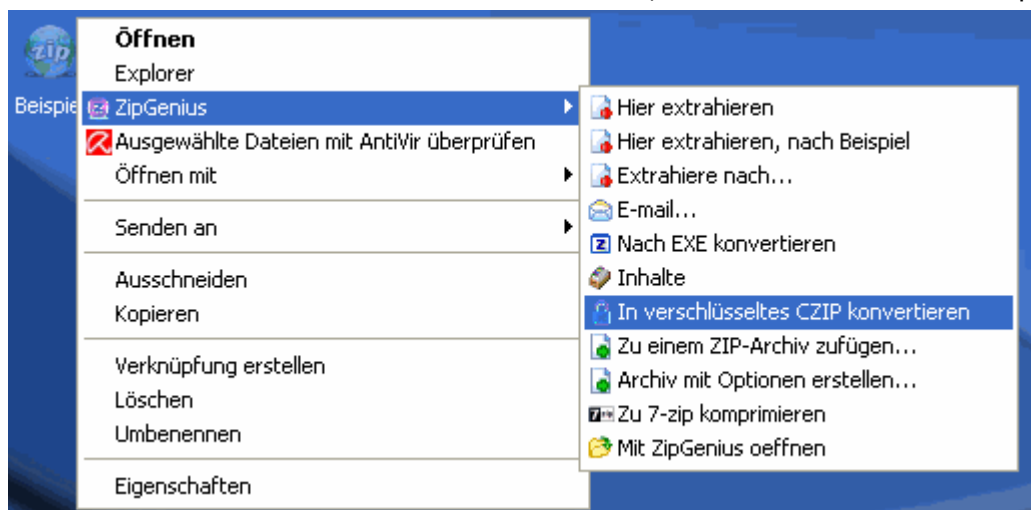 zip
Beispie
Öffnen
Explorer
ZipGenius
Ausgewählte Dateien mit AntiVir überprüfen
Öffnen mit
Senden an
Ausschneiden
Kopieren
Verknüpfung erstellen
Löschen
Umbenennen
Eigenschaften
Hier extrahieren
Hier extrahieren, nach Beispiel
Extrahiere nach...
E-mail...
Nach EXE konvertieren
Inhalte
In verschlüsseltes CZIP konvertieren
Zu einem ZIP-Archiv zufügen...
Archiv mit Optionen erstellen...
Zu 7-zip komprimieren
Mit ZipGenius oeffnen